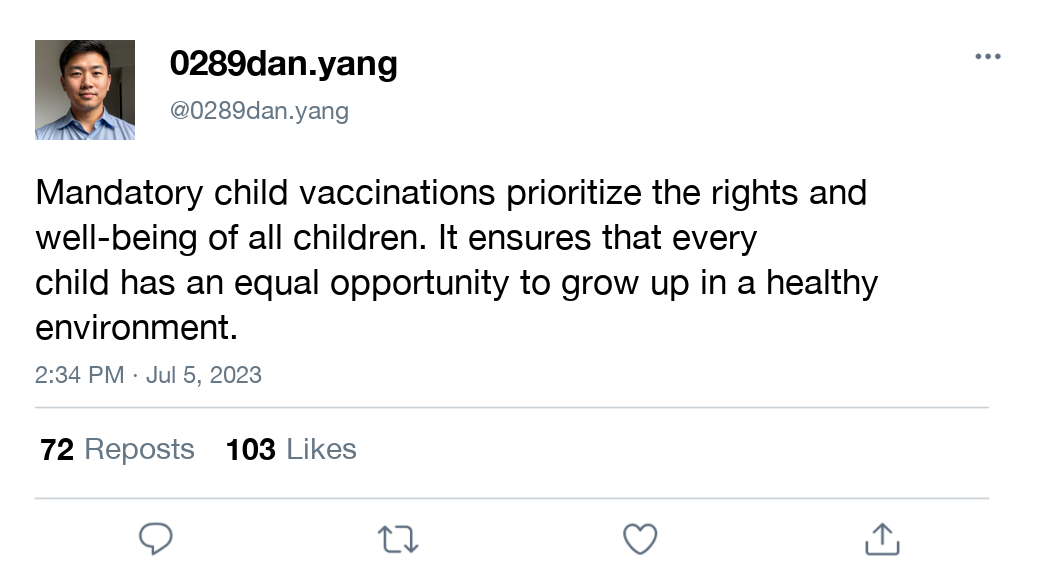 0289dan.yang
@0289dan.yang
Mandatory child vaccinations prioritize the rights and
well-being of all children. It ensures that every
child has an equal opportunity to grow up in a healthy
environment.
2:34 PM · Jul 5, 2023
72 Reposts 103 Likes